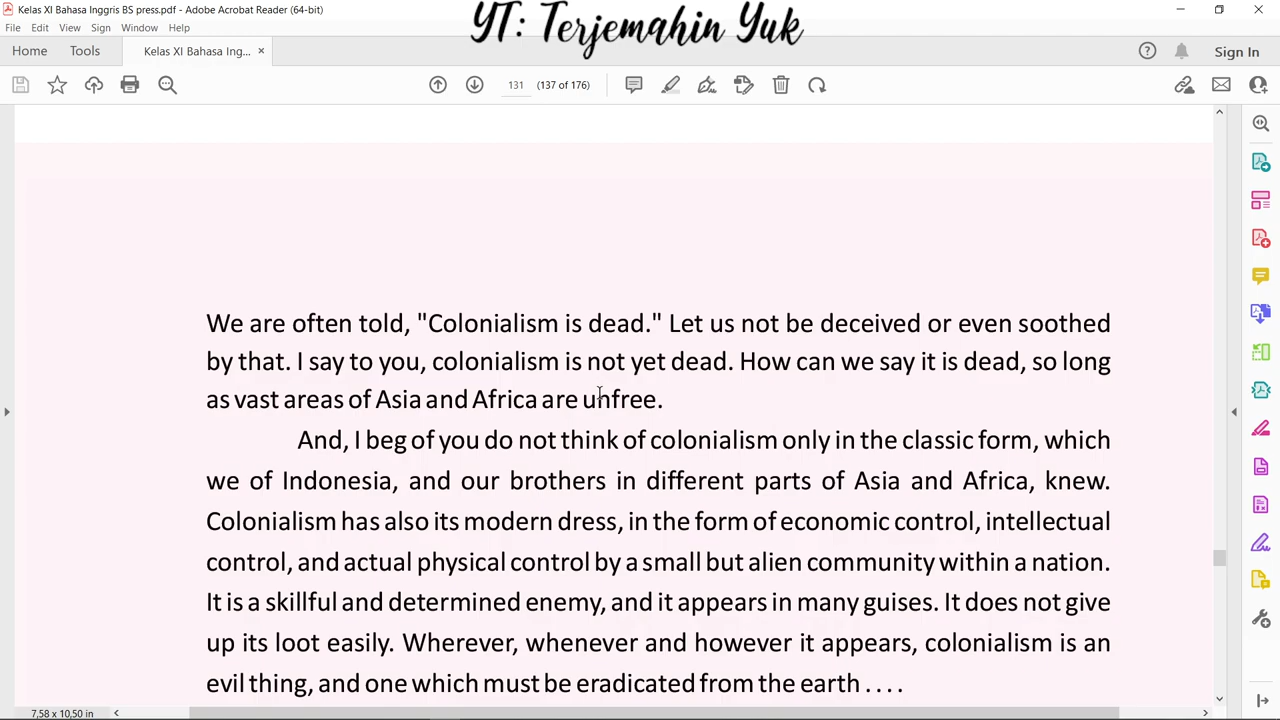 Kelas XI Bahasa Inggris BS press.pdf - Adobe Acrobat Reader (64-bit)
YT: Terjemahin Yuk
File Edit View Sign Window Help
Home Tools Kelas XI Bahasa Ing... × Sign In
131 (137 of 176)
We are often told, "Colonialism is dead." Let us not be deceived or even soothed
by that. I say to you, colonialism is not yet dead. How can we say it is dead, so long
as vast areas of Asia and Africa are unfree.
And, I beg of you do not think of colonialism only in the classic form, which
we of Indonesia, and our brothers in different parts of Asia and Africa, knew.
Colonialism has also its modern dress, in the form of economic control, intellectual
control, and actual physical control by a small but alien community within a nation.
It is a skillful and determined enemy, and it appears in many guises. It does not give
up its loot easily. Wherever, whenever and however it appears, colonialism is an
evil thing, and one which must be eradicated from the earth . . . .
7,58 x 10,50 in